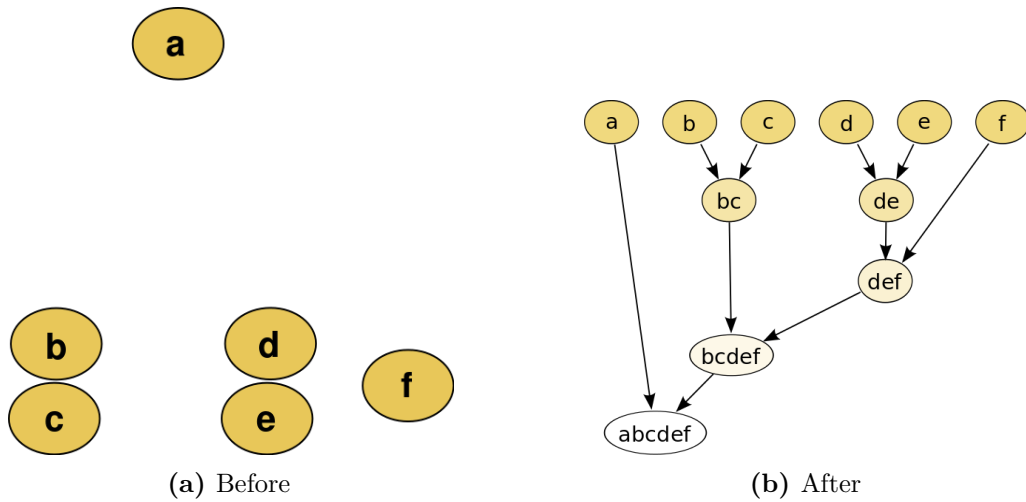 a
b
c
d
e
f
(a) Before
a b c d e f
bc de
def
bcdef
abcdef
(b) After